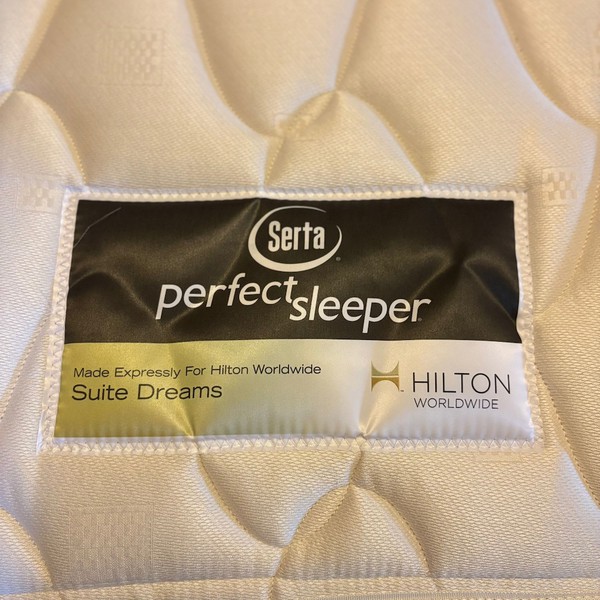 Serta
perfect sleeper
Made Expressly For Hilton Worldwide
Suite Dreams
HILTON
WORLDWIDE